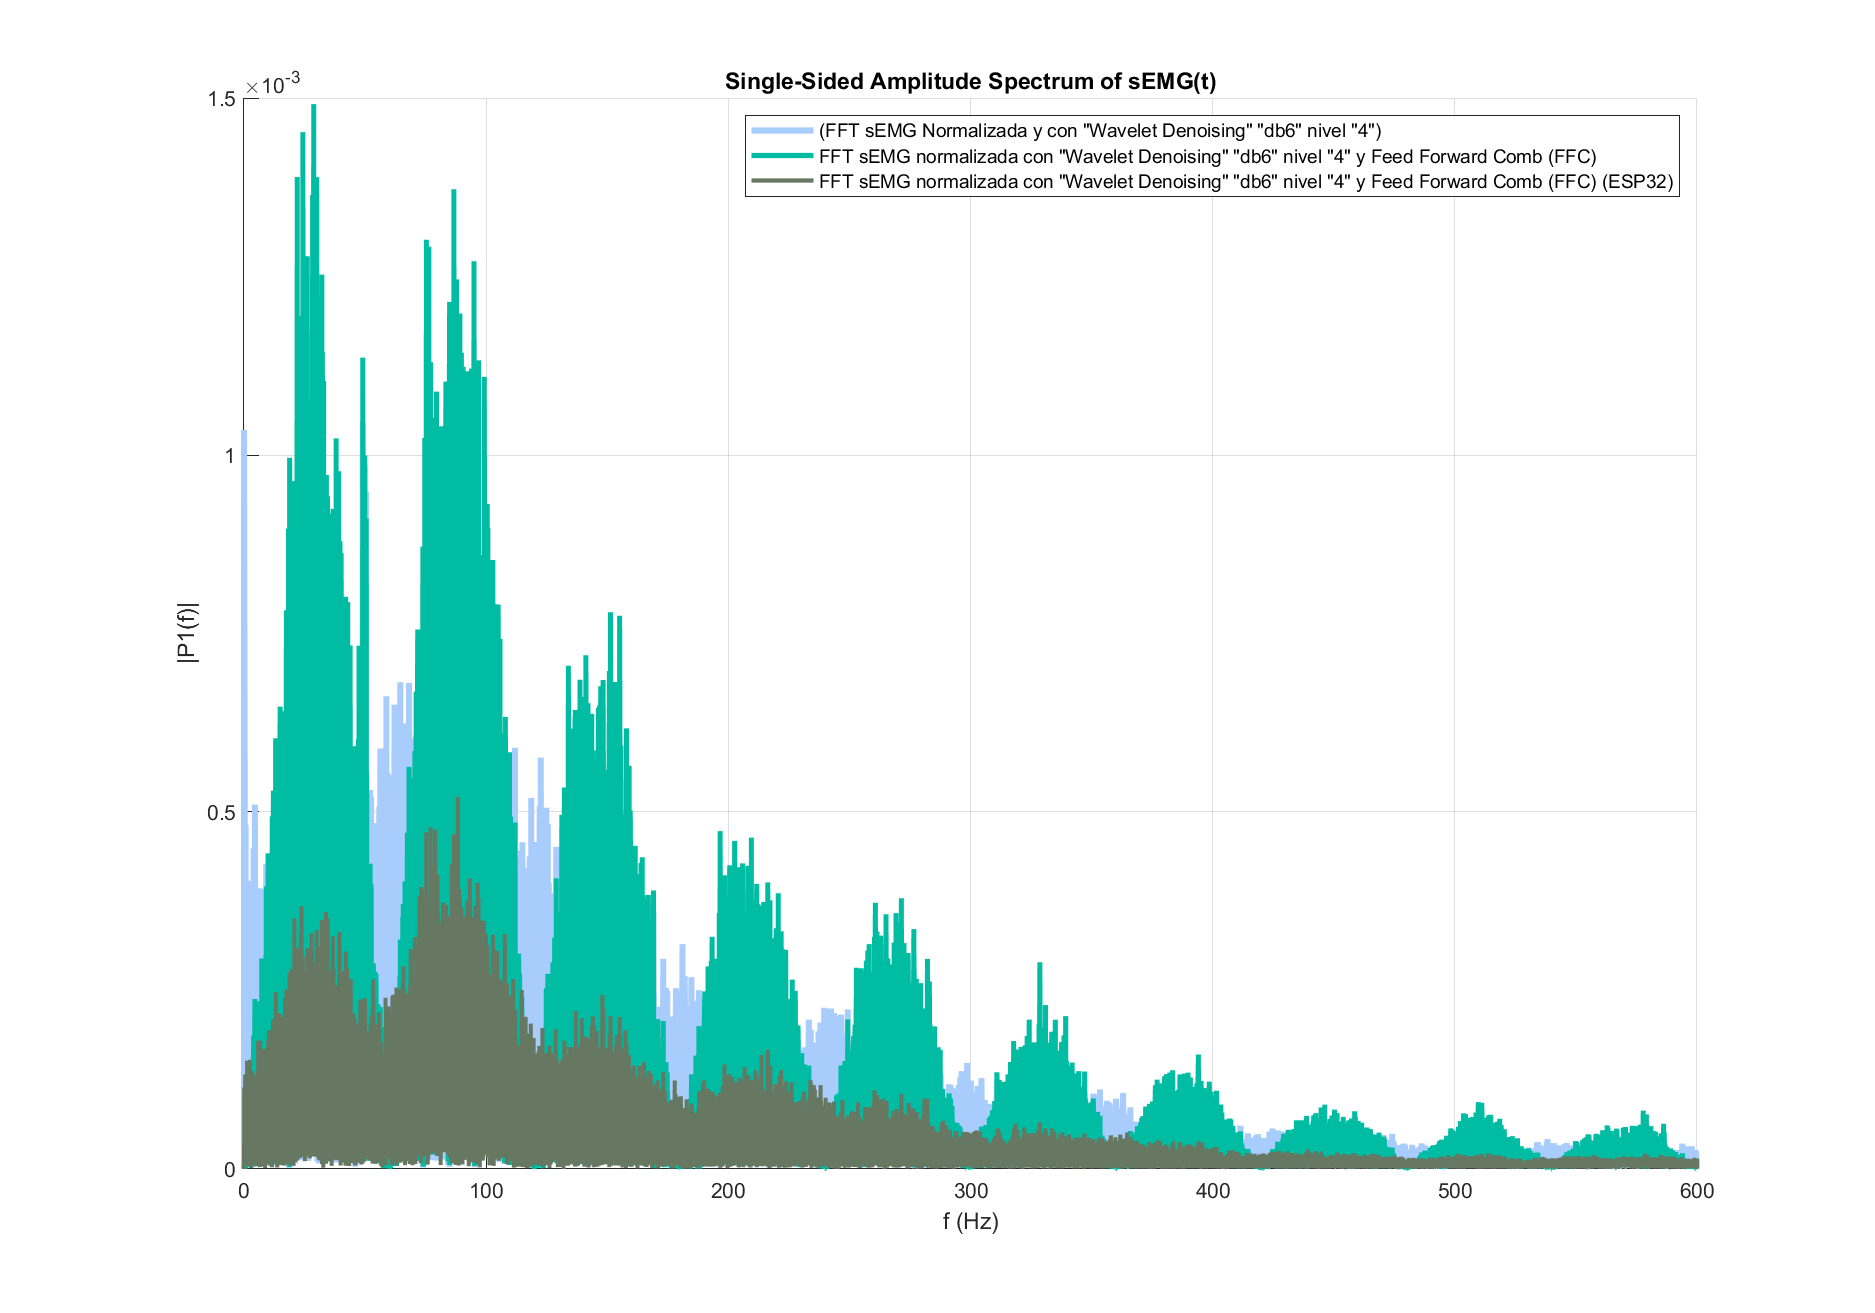 Single-Sided Amplitude Spectrum of sEMG(t)
×10-3
(FFT sEMG Normalizada y con "Wavelet Denoising" "db6" nivel "4")
FFT sEMG normalizada con "Wavelet Denoising" "db6" nivel "4" y Feed Forward Comb (FFC)
FFT sEMG normalizada con "Wavelet Denoising" "db6" nivel "4" y Feed Forward Comb (FFC) (ESP32)
1.5
1
0.5
0
|P1(f)|
0 100 200 300 400 500 600
f (Hz)